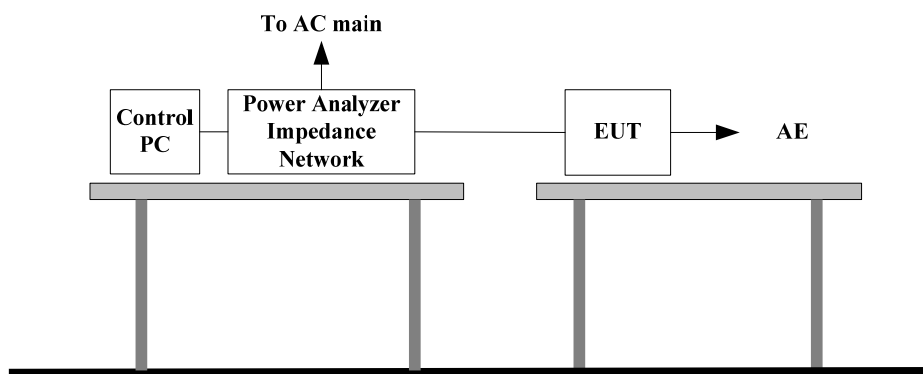 To AC main
Control
PC
Power Analyzer
Impedance
Network
EUT
AE